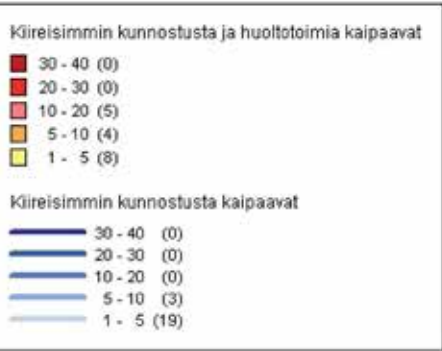 Kiireisimmin kunnostusta ja huoltotoimia kaipaavat
30 - 40 (0)
20 - 30 (0)
10 - 20 (5)
5 - 10 (4)
1 - 5 (8)
Kiireisimmin kunnostusta kaipaavat
30 - 40 (0)
20 - 30 (0)
10 - 20 (0)
5 - 10 (3)
1 - 5 (19)